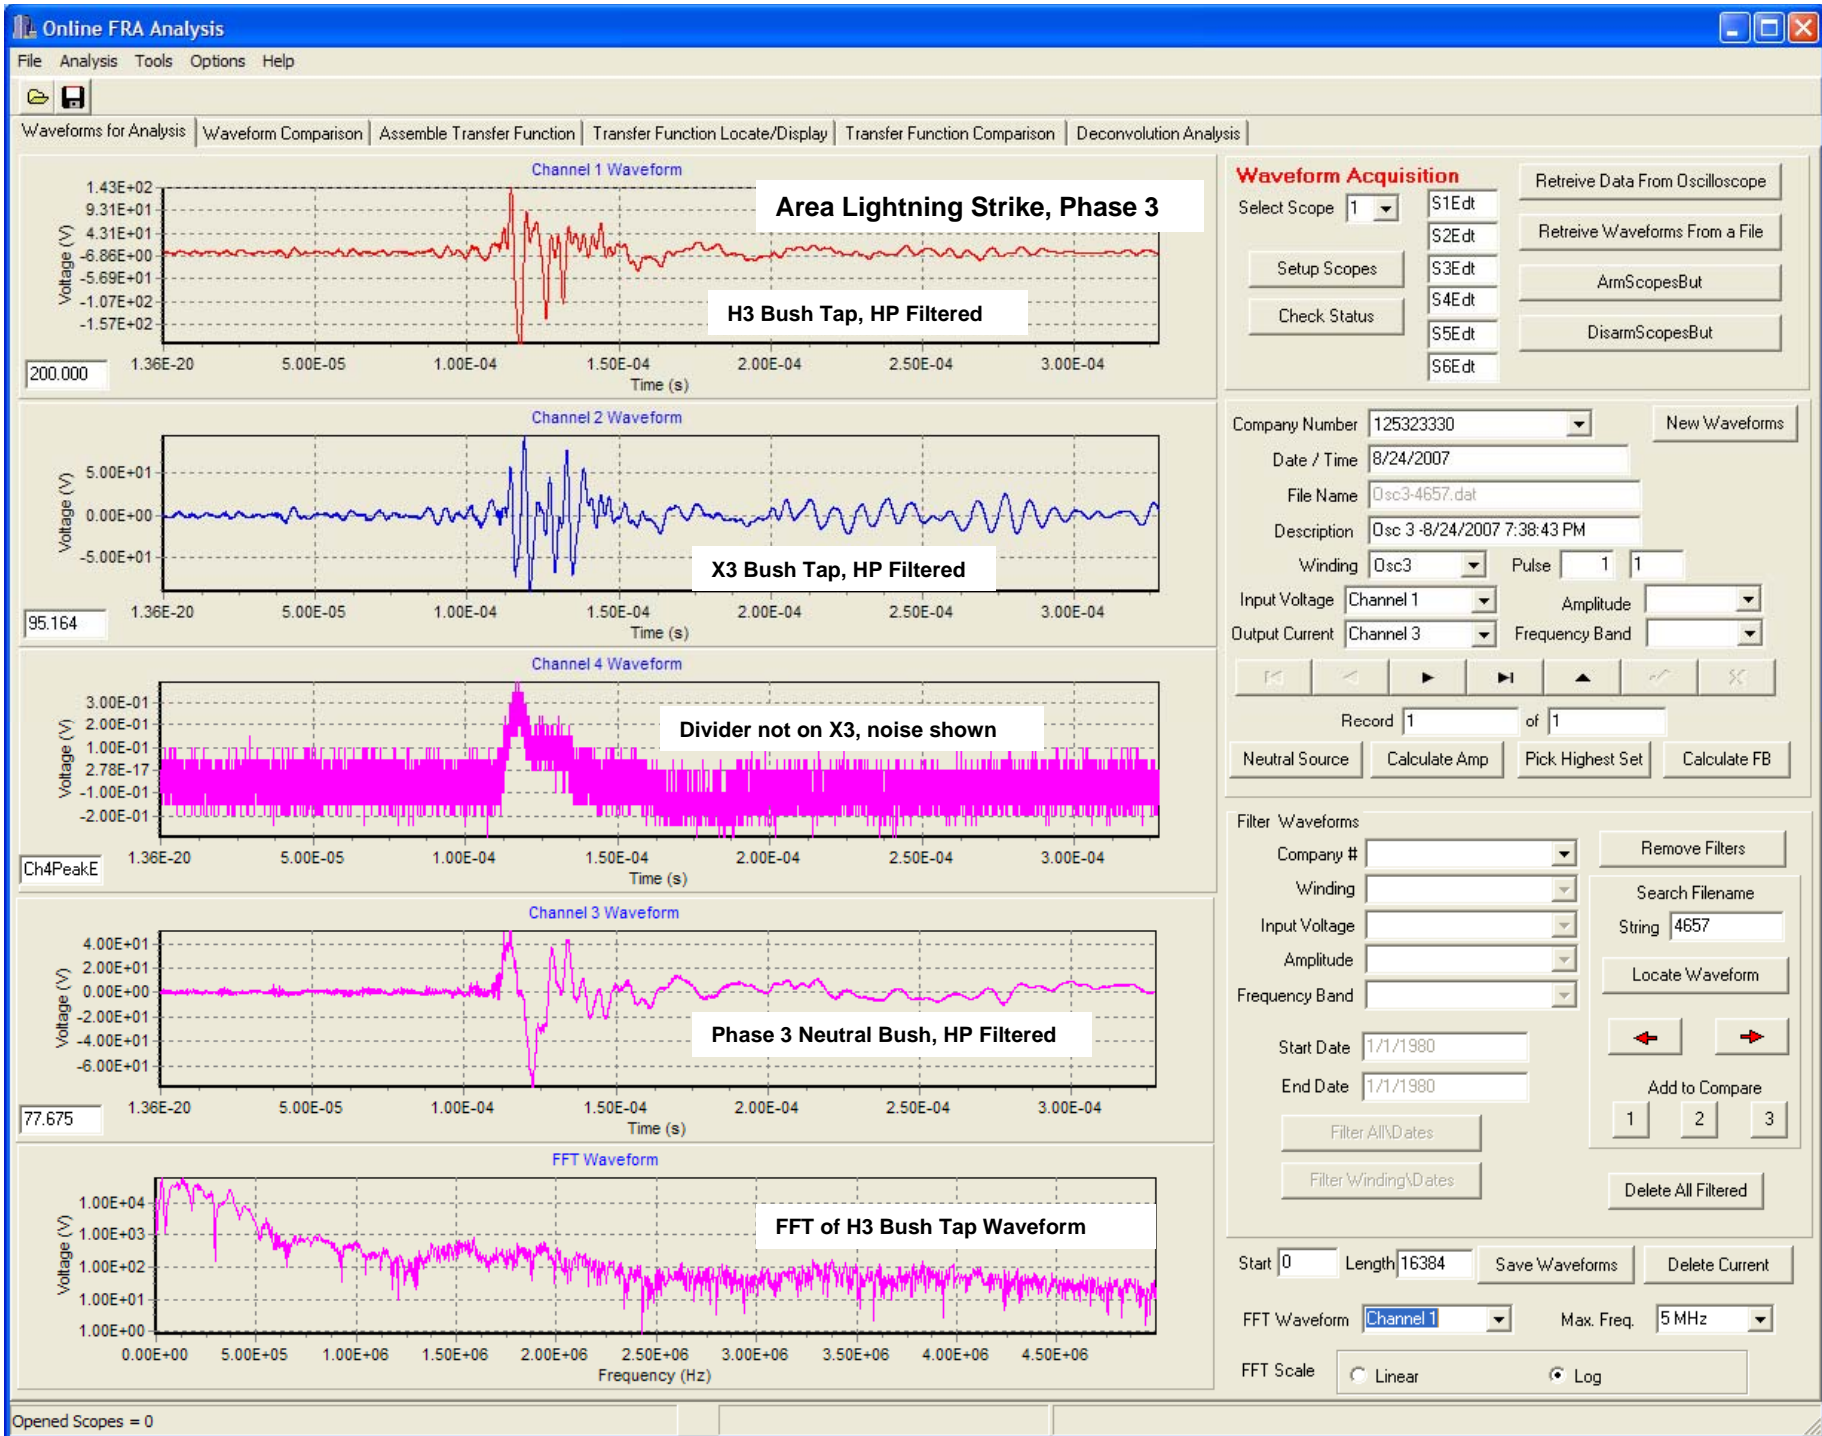 Online FRA Analysis
File Analysis Tools Options Help
Waveforms for Analysis Waveform Comparison Assemble Transfer Function Transfer Function Locate/Display Transfer Function Comparison Deconvolution Analysis
Channel 1 Waveform
Area Lightning Strike, Phase 3
H3 Bush Tap, HP Filtered
Voltage (V)
1.43E+02
9.31E+01
4.31E+01
-6.86E+00
-5.69E+01
-1.07E+02
-1.57E+02
200.000
1.36E-20 5.00E-05 1.00E-04 1.50E-04 2.00E-04 2.50E-04 3.00E-04
Time (s)
Channel 2 Waveform
X3 Bush Tap, HP Filtered
Voltage (V)
5.00E+01
0.00E+00
-5.00E+01
95.164
1.36E-20 5.00E-05 1.00E-04 1.50E-04 2.00E-04 2.50E-04 3.00E-04
Time (s)
Channel 4 Waveform
Divider not on X3, noise shown
Voltage (V)
3.00E-01
2.00E-01
1.00E-01
2.78E-17
-1.00E-01
-2.00E-01
Ch4PeakE
1.36E-20 5.00E-05 1.00E-04 1.50E-04 2.00E-04 2.50E-04 3.00E-04
Time (s)
Channel 3 Waveform
Phase 3 Neutral Bush, HP Filtered
Voltage (V)
4.00E+01
2.00E+01
0.00E+00
-2.00E+01
-4.00E+01
-6.00E+01
77.675
1.36E-20 5.00E-05 1.00E-04 1.50E-04 2.00E-04 2.50E-04 3.00E-04
Time (s)
FFT Waveform
FFT of H3 Bush Tap Waveform
Voltage (V)
1.00E+04
1.00E+03
1.00E+02
1.00E+01
1.00E+00
0.00E+00 5.00E+05 1.00E+06 1.50E+06 2.00E+06 2.50E+06 3.00E+06 3.50E+06 4.00E+06 4.50E+06
Frequency (Hz)
Waveform Acquisition
Select Scope 1
Setup Scopes
Check Status
S1Edt
S2Edt
S3Edt
S4Edt
S5Edt
S6Edt
Retreive Data From Oscilloscope
Retreive Waveforms From a File
ArmScopesBut
DisarmScopesBut
Company Number 125323330 New Waveforms
Date / Time 8/24/2007
File Name Osc3-4657.dat
Description Osc 3 -8/24/2007 7:38:43 PM
Winding Osc3 Pulse 1 1
Input Voltage Channel 1 Amplitude
Output Current Channel 3 Frequency Band
Record 1 of 1
Neutral Source Calculate Amp Pick Highest Set Calculate FB
Filter Waveforms
Company #
Winding
Input Voltage
Amplitude
Frequency Band
Start Date 1/1/1980
End Date 1/1/1980
Filter All\Dates
Filter Winding\Dates
Remove Filters
Search Filename
String 4657
Locate Waveform
Add to Compare
1 2 3
Delete All Filtered
Start 0 Length 16384 Save Waveforms Delete Current
FFT Waveform Channel 1 Max. Freq. 5 MHz
FFT Scale Linear Log
Opened Scopes = 0